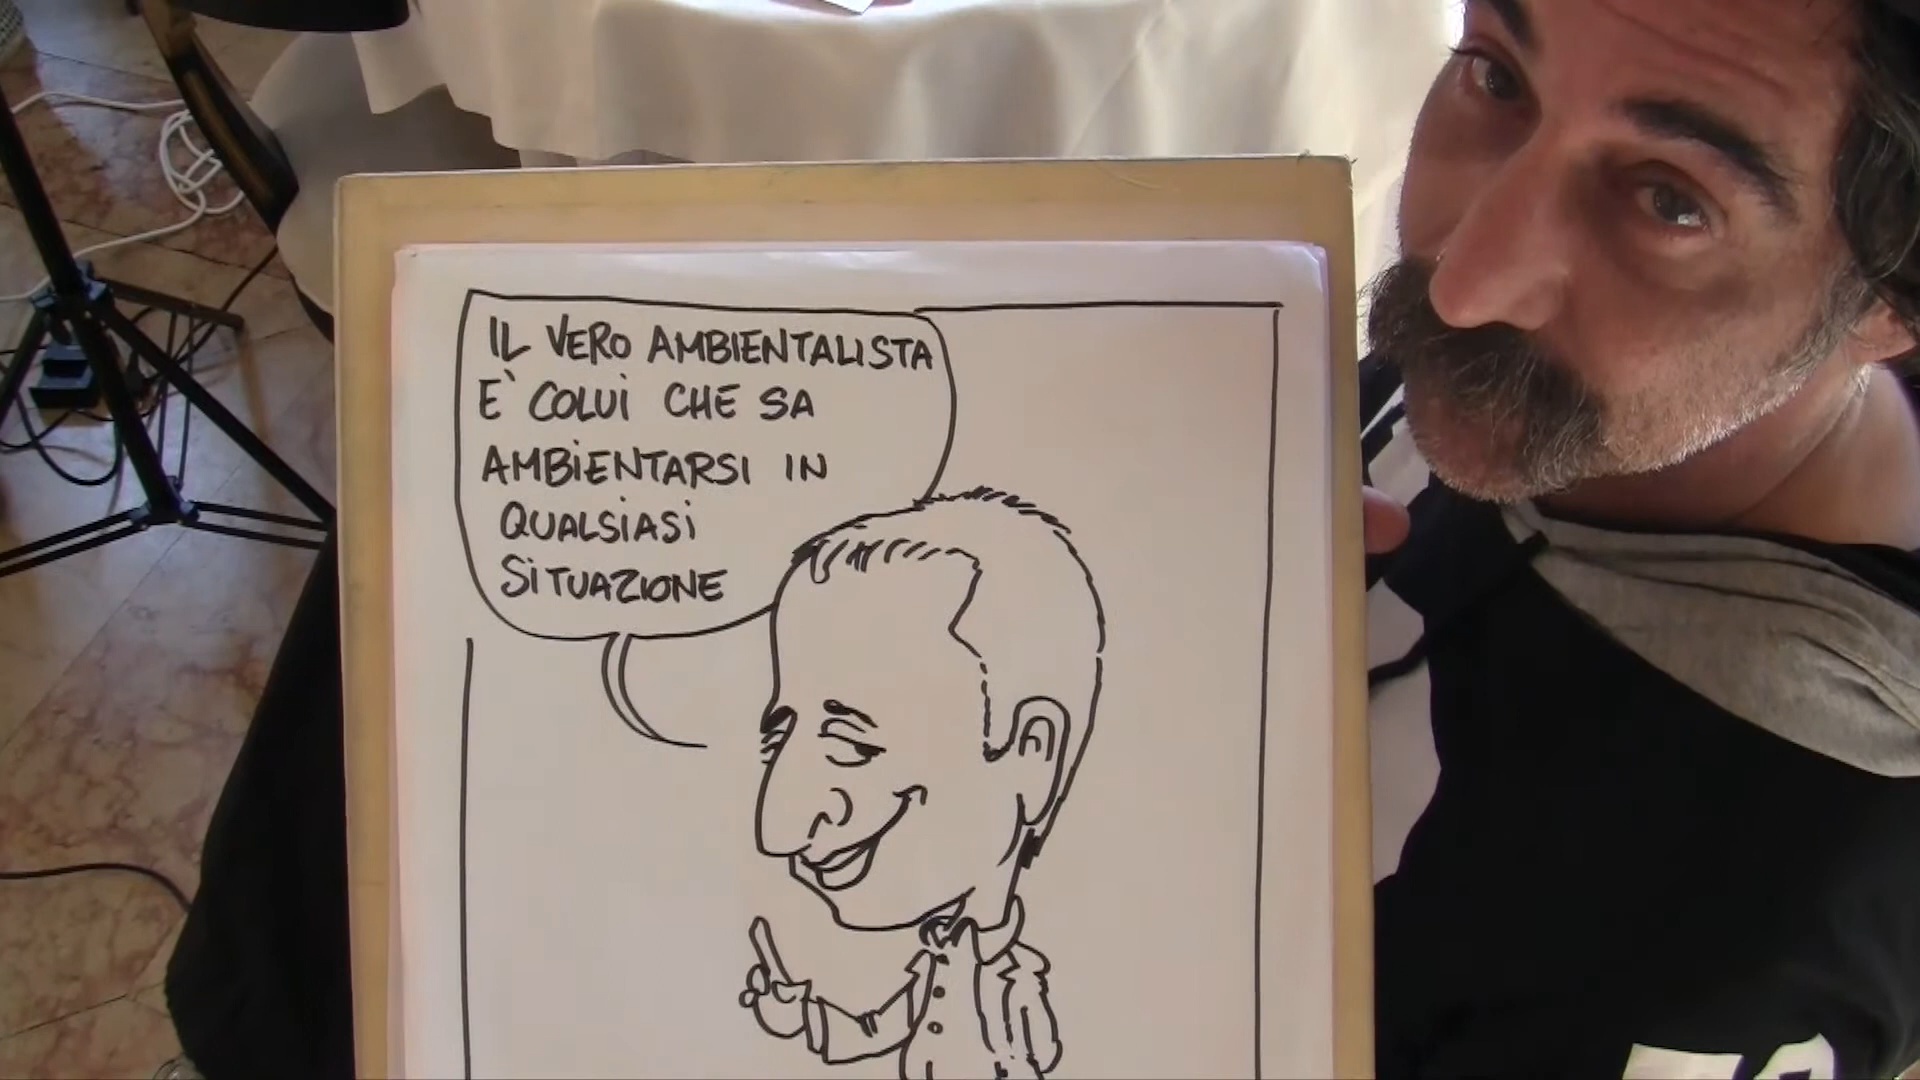 IL VERO AMBIENTALISTA
E' COLUI CHE SA
AMBIENTARSI IN
QUALSIASI
SITUAZIONE